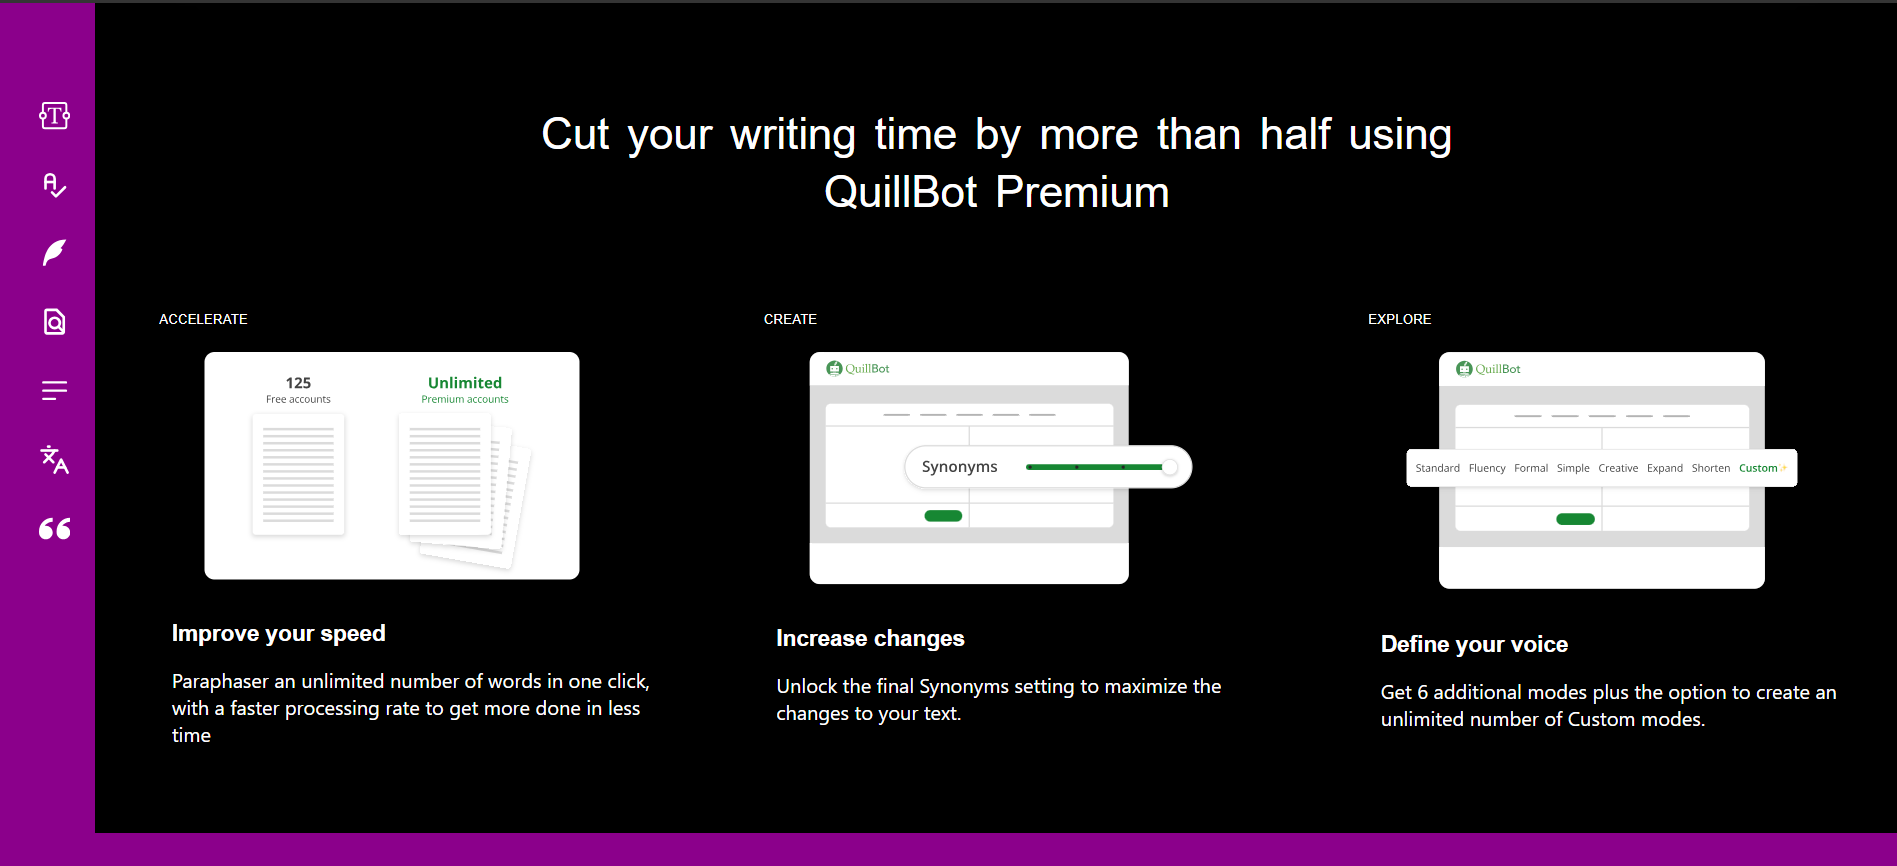 Cut your writing time by more than half using
QuillBot Premium
ACCELERATE
125
Free accounts
Unlimited
Premium accounts
Improve your speed
Paraphaser an unlimited number of words in one click,
with a faster processing rate to get more done in less
time
CREATE
QuillBot
Synonyms
Increase changes
Unlock the final Synonyms setting to maximize the
changes to your text.
EXPLORE
QuillBot
Standard Fluency Formal Simple Creative Expand Shorten Custom
Define your voice
Get 6 additional modes plus the option to create an
unlimited number of Custom modes.